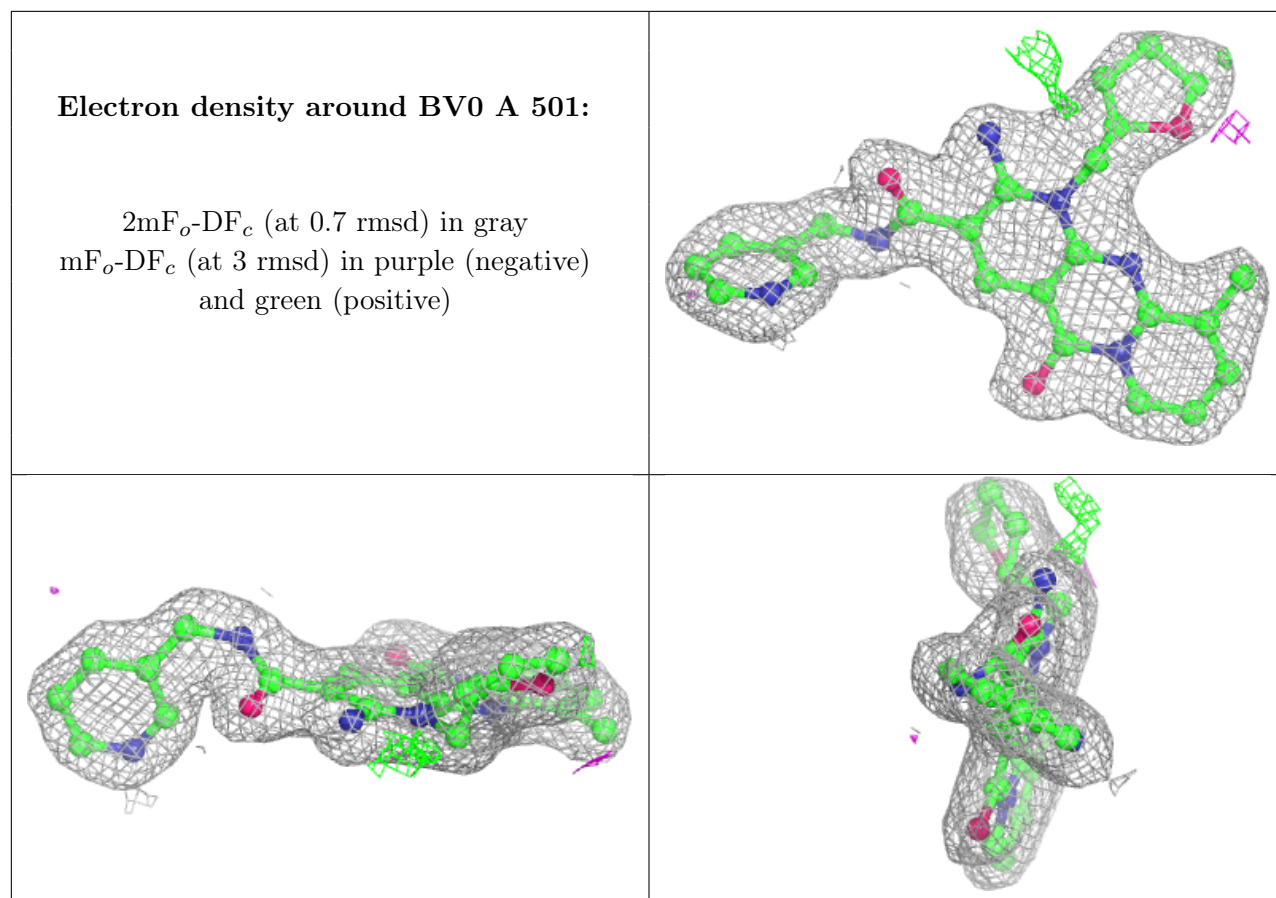 Electron density around BV0 A 501:
2mFo-DFc (at 0.7 rmsd) in gray
mFo-DFc (at 3 rmsd) in purple (negative)
and green (positive)